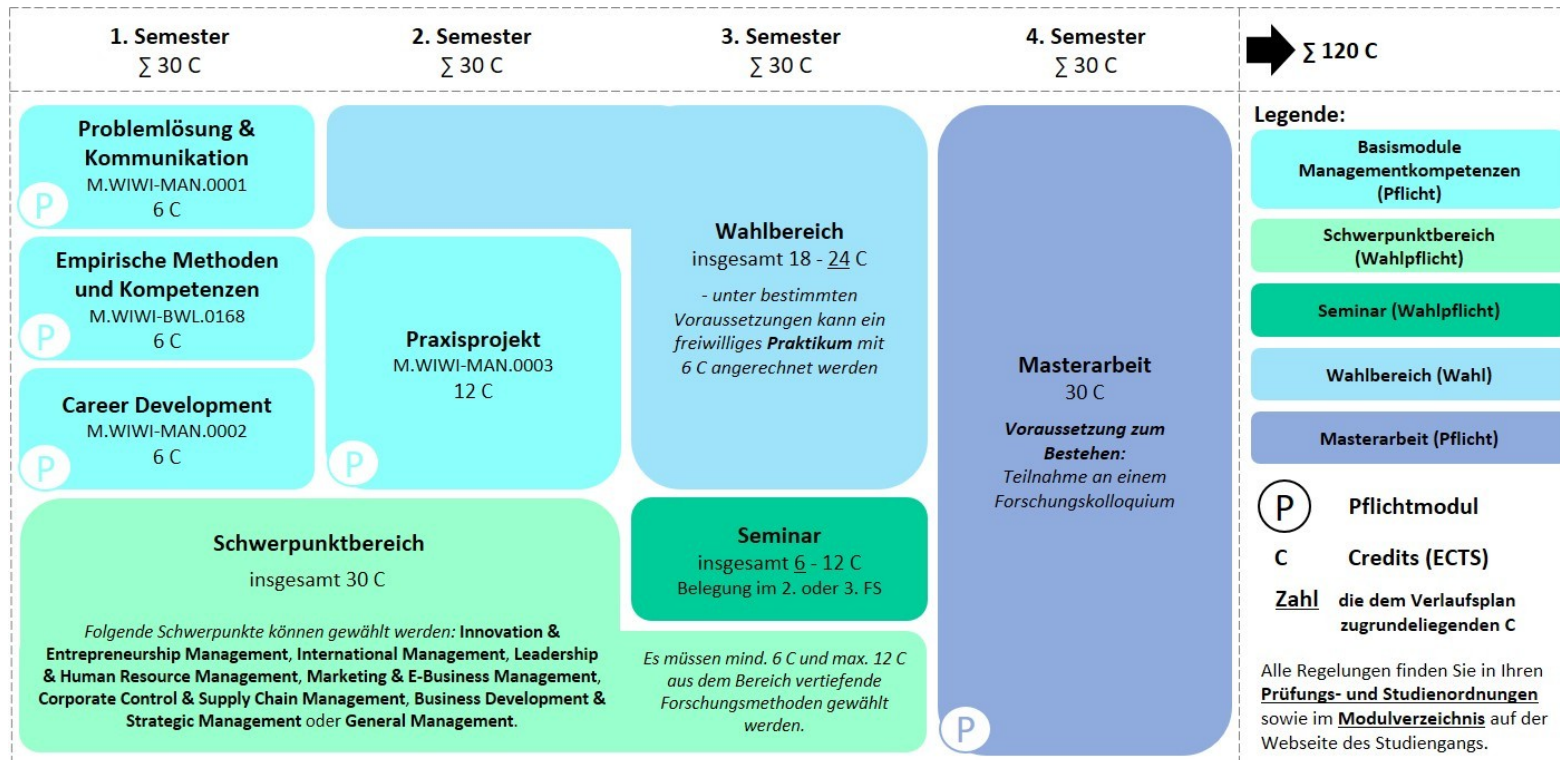 1. Semester
∑ 30 C
2. Semester
∑ 30 C
3. Semester
∑ 30 C
4. Semester
∑ 30 C
∑ 120 C
Problemlösung &
Kommunikation
M.WIWI-MAN.0001
6 C
P
Empirische Methoden
und Kompetenzen
M.WIWI-BWL.0168
6 C
P
Career Development
M.WIWI-MAN.0002
6 C
P
Praxisprojekt
M.WIWI-MAN.0003
12 C
P
Wahlbereich
insgesamt 18 - 24 C
- unter bestimmten
Voraussetzungen kann ein
freiwilliges Praktikum mit
6 C angerechnet werden
Seminar
insgesamt 6 - 12 C
Belegung im 2. oder 3. FS
Schwerpunktbereich
insgesamt 30 C
Folgende Schwerpunkte können gewählt werden: Innovation &
Entrepreneurship Management, International Management, Leadership
& Human Resource Management, Marketing & E-Business Management,
Corporate Control & Supply Chain Management, Business Development &
Strategic Management oder General Management.
Es müssen mind. 6 C und max. 12 C
aus dem Bereich vertiefende
Forschungsmethoden gewählt
werden.
Masterarbeit
30 C
Voraussetzung zum
Bestehen:
Teilnahme an einem
Forschungskolloquium
P
Legende:
Basismodule
Managementkompetenzen
(Pflicht)
Schwerpunktbereich
(Wahlpflicht)
Seminar (Wahlpflicht)
Wahlbereich (Wahl)
Masterarbeit (Pflicht)
P Pflichtmodul
C Credits (ECTS)
Zahl die dem Verlaufsplan
zugrundeliegenden C
Alle Regelungen finden Sie in Ihren
Prüfungs- und Studienordnungen
sowie im Modulverzeichnis auf der
Webseite des Studiengangs.